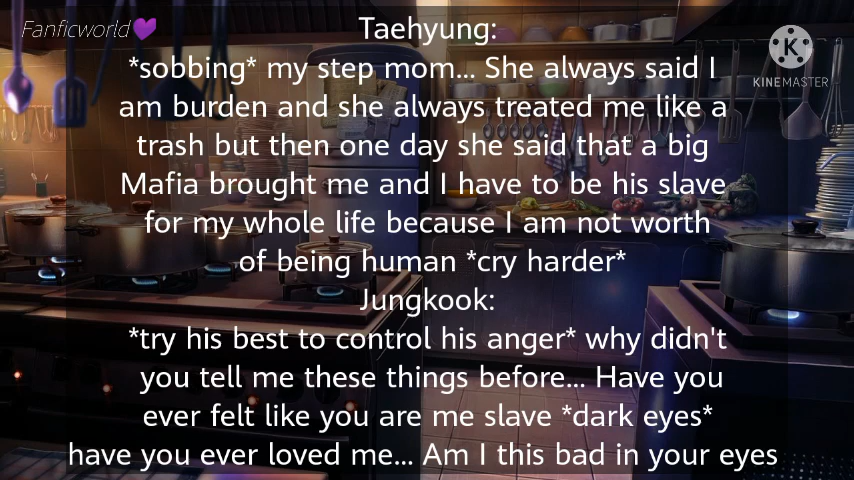 Fanficworld💜
KINEMASTER
Taehyung:
*sobbing* my step mom... She always said I
am burden and she always treated me like a
trash but then one day she said that a big
Mafia brought me and I have to be his slave
for my whole life because I am not worth
of being human *cry harder*
Jungkook:
*try his best to control his anger* why didn't
you tell me these things before... Have you
ever felt like you are me slave *dark eyes*
have you ever loved me... Am I this bad in your eyes